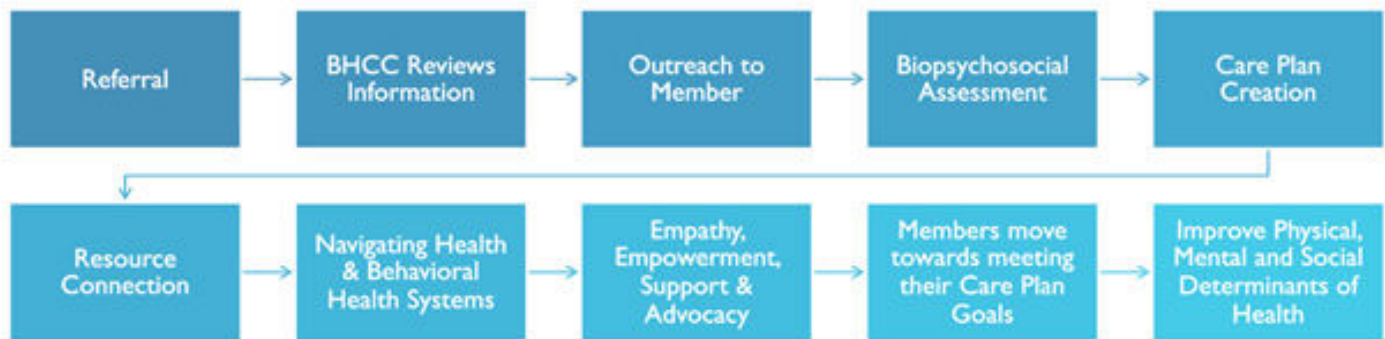 Referral
BHCC Reviews
Information
Outreach to
Member
Biopsychosocial
Assessment
Care Plan
Creation
Resource
Connection
Navigating Health
& Behavioral
Health Systems
Empathy,
Empowerment,
Support &
Advocacy
Members move
towards meeting
their Care Plan
Goals
Improve Physical,
Mental and Social
Determinants of
Health